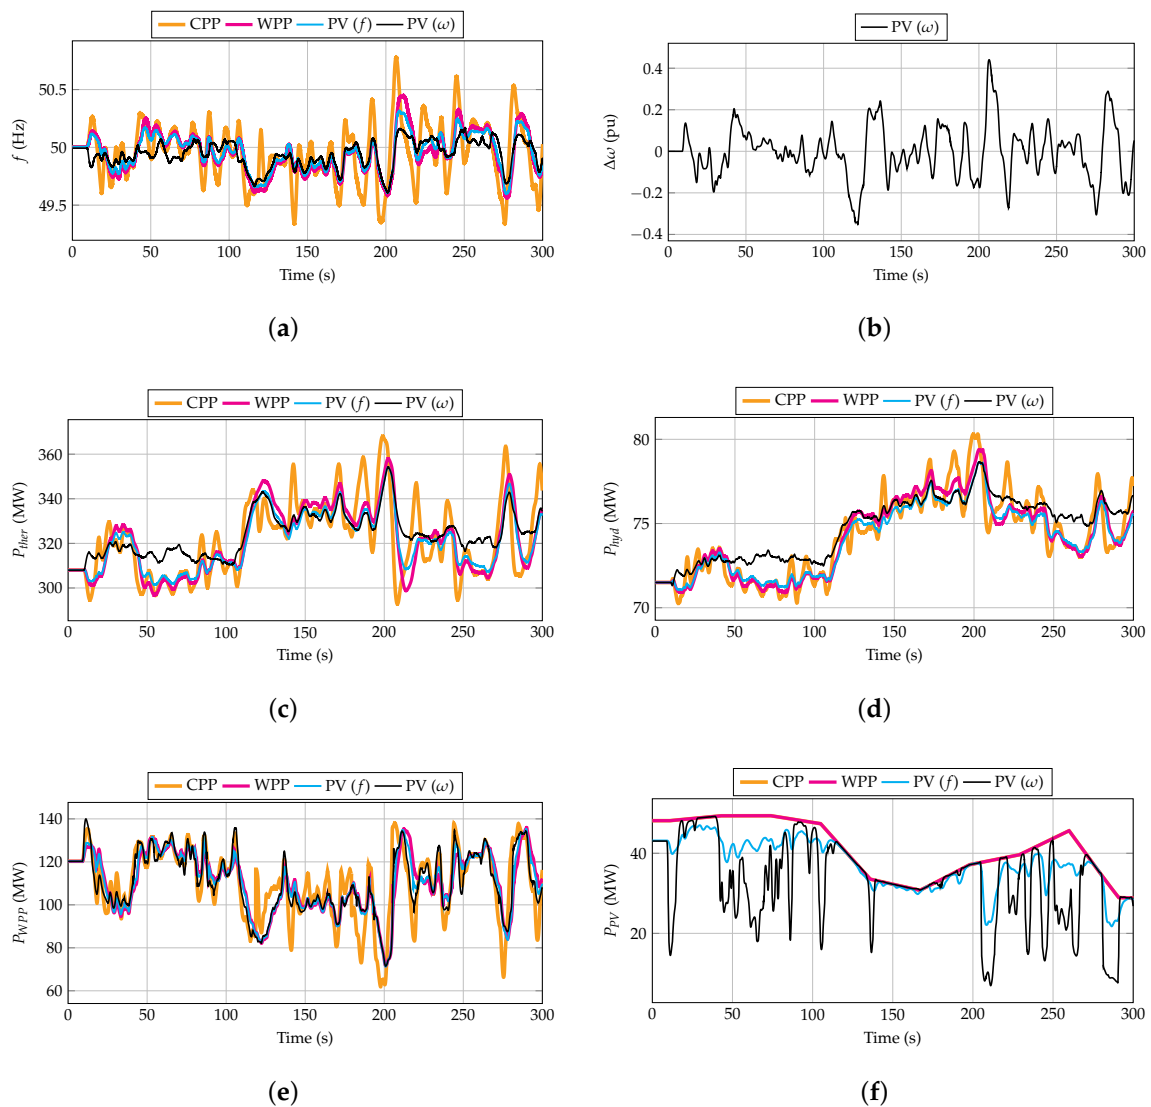 CPP WPP PV (f) PV (ω)
50.5
50
49.5
f (Hz)
0 50 100 150 200 250 300
Time (s)
(a)
PV (ω)
0.4
0.2
0
−0.2
−0.4
Δω (pu)
0 50 100 150 200 250 300
Time (s)
(b)
CPP WPP PV (f) PV (ω)
360
340
320
300
Pther (MW)
0 50 100 150 200 250 300
Time (s)
(c)
CPP WPP PV (f) PV (ω)
80
75
70
Phyd (MW)
0 50 100 150 200 250 300
Time (s)
(d)
CPP WPP PV (f) PV (ω)
140
120
100
80
60
PWPP (MW)
0 50 100 150 200 250 300
Time (s)
(e)
CPP WPP PV (f) PV (ω)
40
20
PPV (MW)
0 50 100 150 200 250 300
Time (s)
(f)